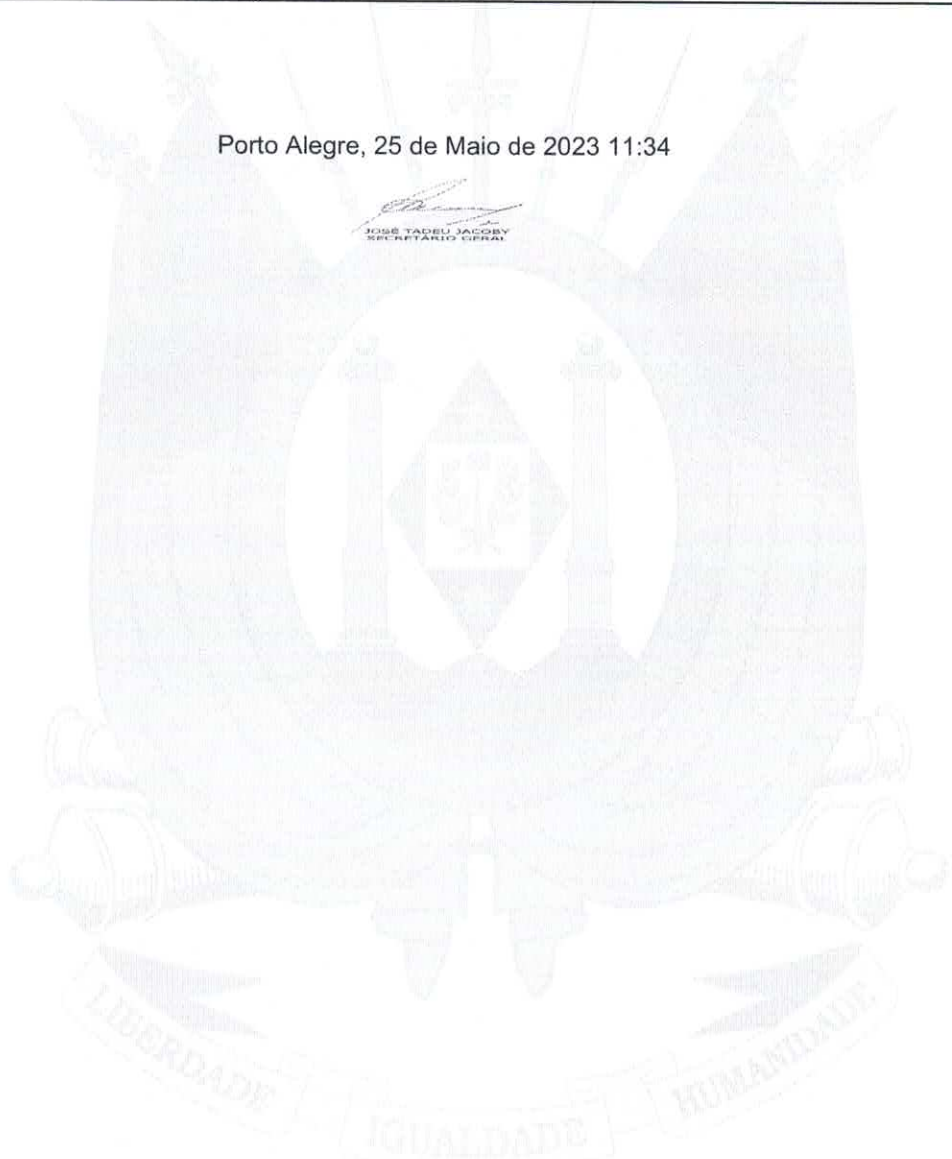 Porto Alegre, 25 de Maio de 2023 11:34
JOSÉ TADEU JACOBY
SECRETÁRIO GERAL
LIBERDADE
IGUALDADE
HUMANIDADE